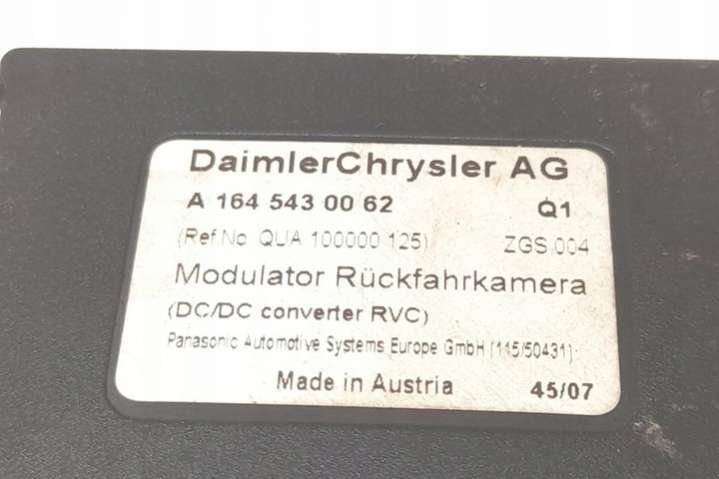 DaimlerChrysler AG
A 164 543 00 62 Q1
(Ref.No. QUA 100000 125) ZGS 004
Modulator Rückfahrkamera
(DC/DC converter RVC)
Panasonic Automotive Systems Europe GmbH (115/50431)
Made in Austria 45/07